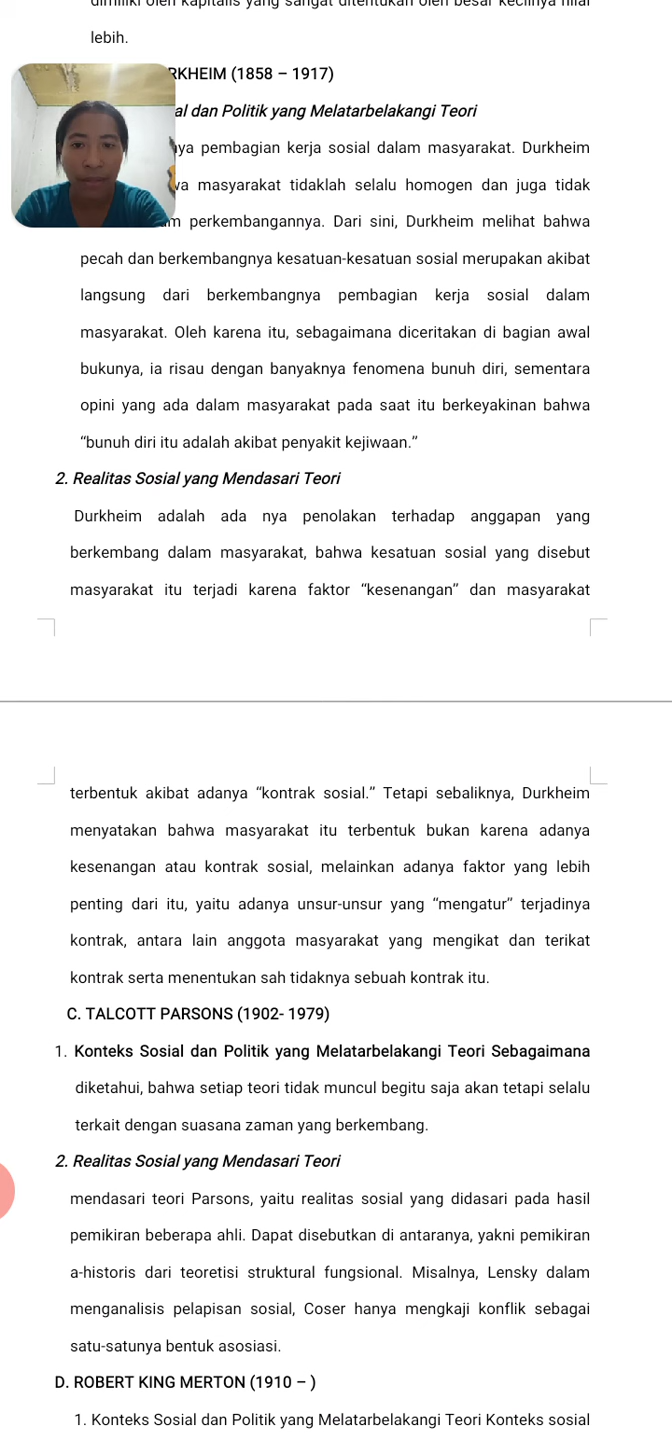 lebih.
RKHEIM (1858 – 1917)
al dan Politik yang Melatarbelakangi Teori
pembagian kerja sosial dalam masyarakat. Durkheim
masyarakat tidaklah selalu homogen dan juga tidak
perkembangannya. Dari sini, Durkheim melihat bahwa
pecah dan berkembangnya kesatuan-kesatuan sosial merupakan akibat
langsung dari berkembangnya pembagian kerja sosial dalam
masyarakat. Oleh karena itu, sebagaimana diceritakan di bagian awal
bukunya, ia risau dengan banyaknya fenomena bunuh diri, sementara
opini yang ada dalam masyarakat pada saat itu berkeyakinan bahwa
“bunuh diri itu adalah akibat penyakit kejiwaan.”
2. Realitas Sosial yang Mendasari Teori
Durkheim adalah ada nya penolakan terhadap anggapan yang
berkembang dalam masyarakat, bahwa kesatuan sosial yang disebut
masyarakat itu terjadi karena faktor “kesenangan” dan masyarakat
terbentuk akibat adanya “kontrak sosial.” Tetapi sebaliknya, Durkheim
menyatakan bahwa masyarakat itu terbentuk bukan karena adanya
kesenangan atau kontrak sosial, melainkan adanya faktor yang lebih
penting dari itu, yaitu adanya unsur-unsur yang “mengatur” terjadinya
kontrak, antara lain anggota masyarakat yang mengikat dan terikat
kontrak serta menentukan sah tidaknya sebuah kontrak itu.
C. TALCOTT PARSONS (1902- 1979)
1. Konteks Sosial dan Politik yang Melatarbelakangi Teori Sebagaimana
diketahui, bahwa setiap teori tidak muncul begitu saja akan tetapi selalu
terkait dengan suasana zaman yang berkembang.
2. Realitas Sosial yang Mendasari Teori
mendasari teori Parsons, yaitu realitas sosial yang didasari pada hasil
pemikiran beberapa ahli. Dapat disebutkan di antaranya, yakni pemikiran
a-historis dari teoretisi struktural fungsional. Misalnya, Lensky dalam
menganalisis pelapisan sosial, Coser hanya mengkaji konflik sebagai
satu-satunya bentuk asosiasi.
D. ROBERT KING MERTON (1910 – )
1. Konteks Sosial dan Politik yang Melatarbelakangi Teori Konteks sosial